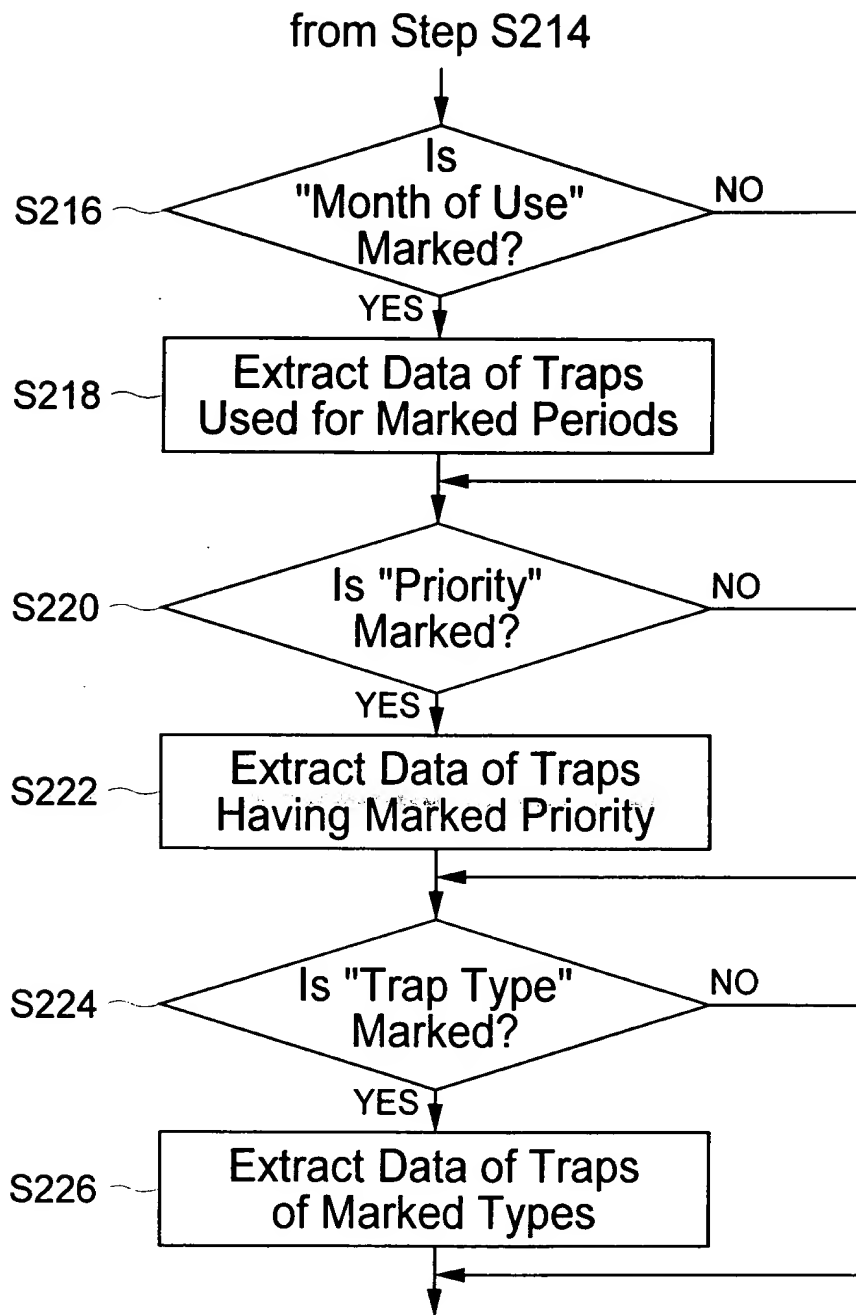 from Step S214
Is
"Month of Use"
Marked?
NO
S216
YES
Extract Data of Traps
Used for Marked Periods
S218
Is "Priority"
Marked?
NO
S220
YES
Extract Data of Traps
Having Marked Priority
S222
Is "Trap Type"
Marked?
NO
S224
YES
Extract Data of Traps
of Marked Types
S226